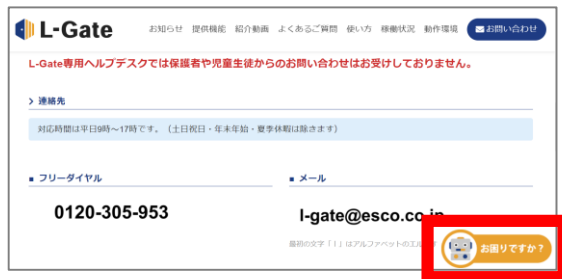 L-Gate
お知らせ 提供機能 紹介動画 よくあるご質問 使い方 稼働状況 動作環境 お問い合わせ
L-Gate専用ヘルプデスクでは保護者や児童生徒からのお問い合わせはお受けしておりません。
連絡先
対応時間は平日9時～17時です。（土日祝日・年末年始・夏季休暇は除きます）
フリーダイヤル
0120-305-953
メール
l-gate@esco.co.jp
最初の文字「l」はアルファベットのエル
お困りですか？